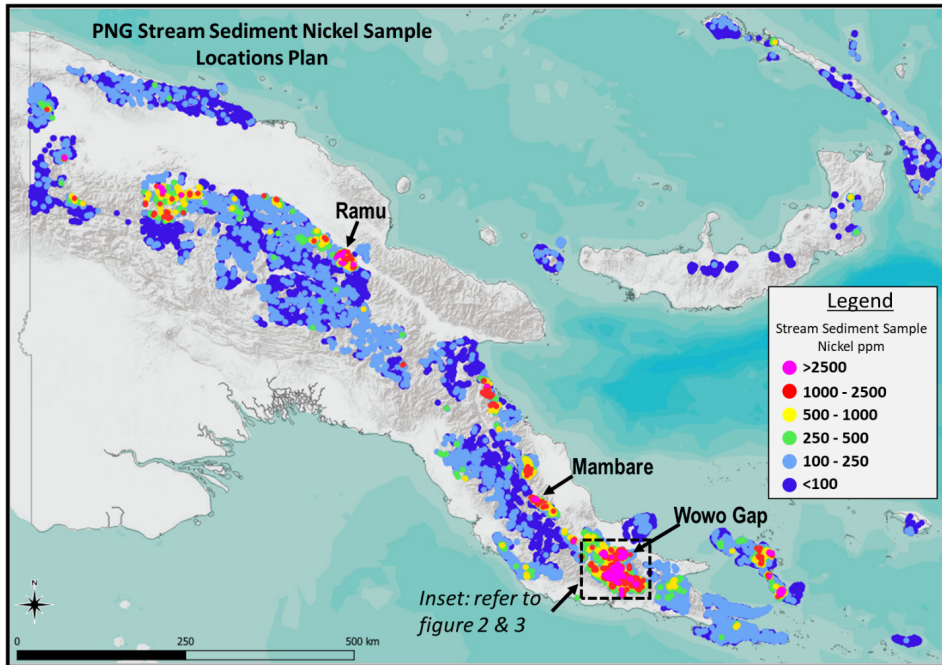 PNG Stream Sediment Nickel Sample
Locations Plan
Ramu
Legend
Stream Sediment Sample
Nickel ppm
>2500
1000 - 2500
500 - 1000
250 - 500
100 - 250
<100
Mambare
Wowo Gap
Inset: refer to
figure 2 & 3
N
0 250 500 km